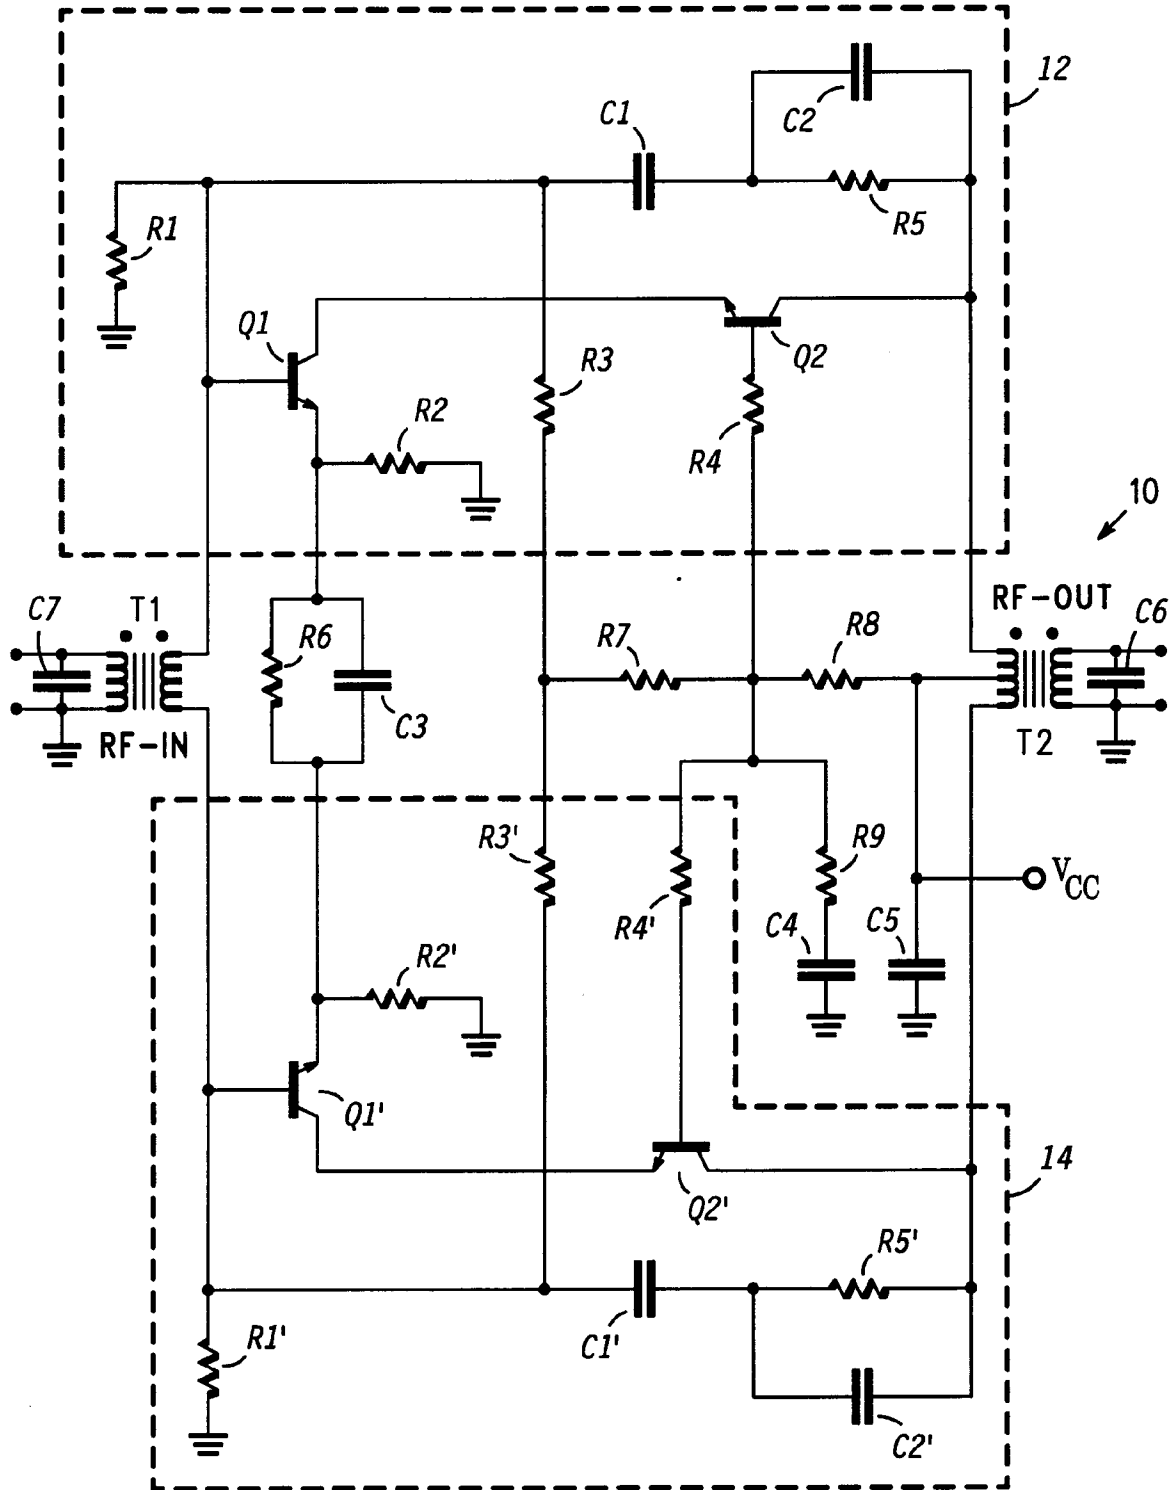 12
C1
C2
R1
R5
Q1
Q2
R3
R2
R4
10
C7
T1
R6
C3
RF-IN
R7
R8
RF-OUT
C6
T2
R3'
R9
R4'
C4
C5
VCC
R2'
Q1'
Q2'
14
R5'
R1'
C1'
C2'